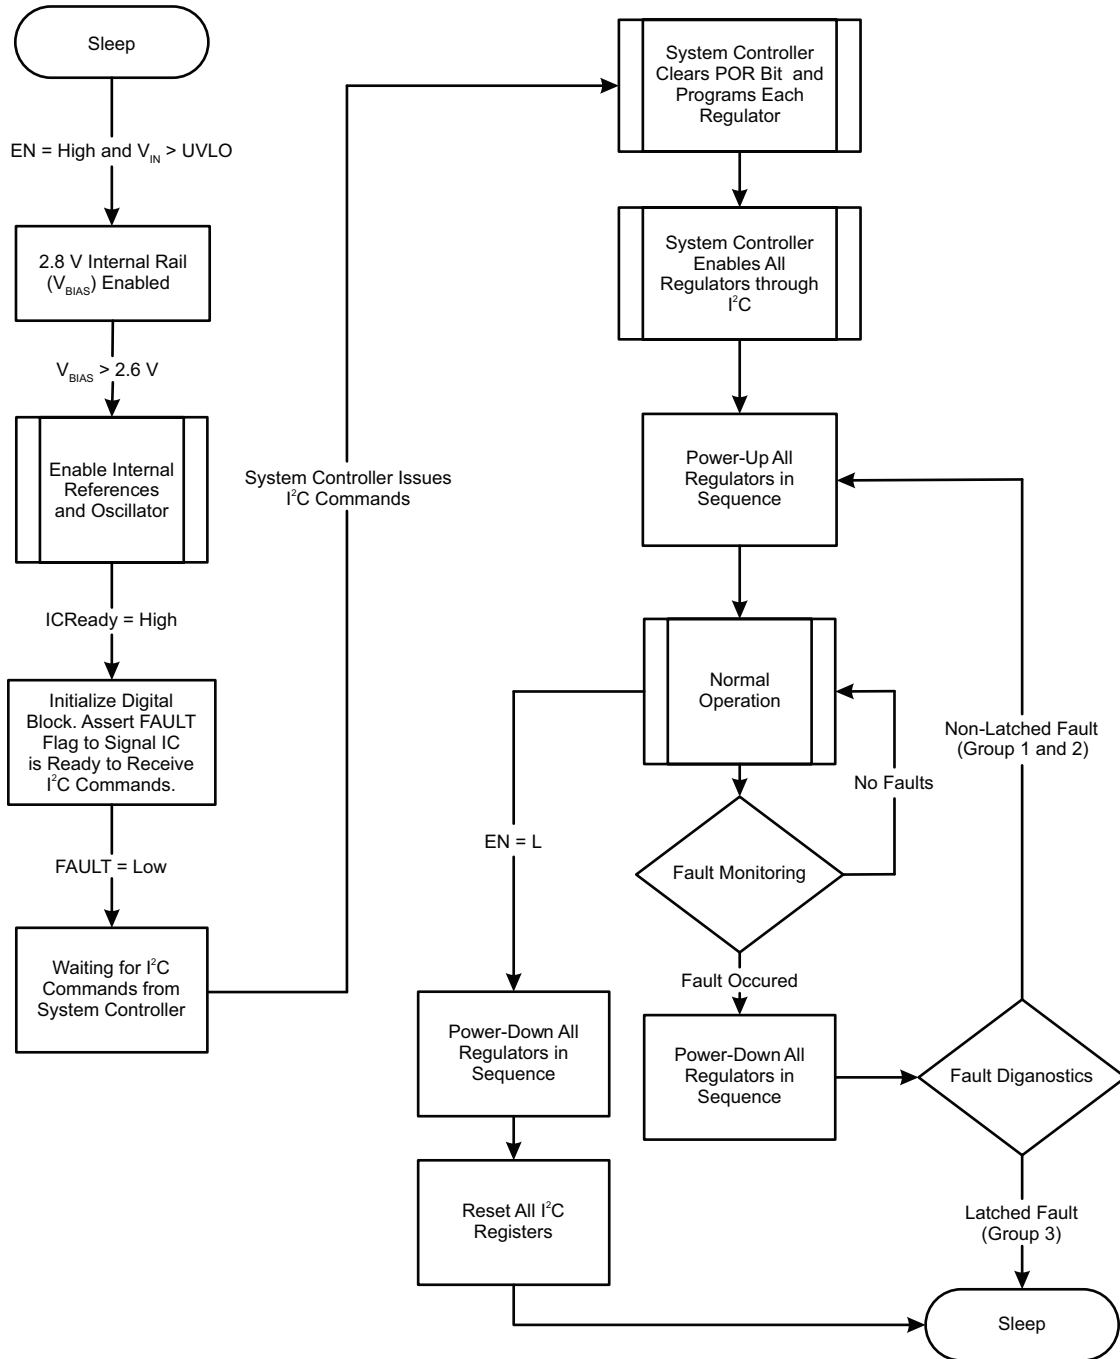 Sleep
EN = High and V_IN > UVLO
2.8 V Internal Rail
(V_BIAS) Enabled
V_BIAS > 2.6 V
Enable Internal
References
and Oscillator
ICReady = High
Initialize Digital
Block. Assert FAULT
Flag to Signal IC
is Ready to Receive
I²C Commands.
FAULT = Low
Waiting for I²C
Commands from
System Controller
System Controller Issues
I²C Commands
System Controller
Clears POR Bit and
Programs Each
Regulator
System Controller
Enables All
Regulators through
I²C
Power-Up All
Regulators in
Sequence
Normal
Operation
No Faults
Fault Monitoring
Fault Occured
Power-Down All
Regulators in
Sequence
Fault Diganostics
Non-Latched Fault
(Group 1 and 2)
Latched Fault
(Group 3)
EN = L
Power-Down All
Regulators in
Sequence
Reset All I²C
Registers
Sleep